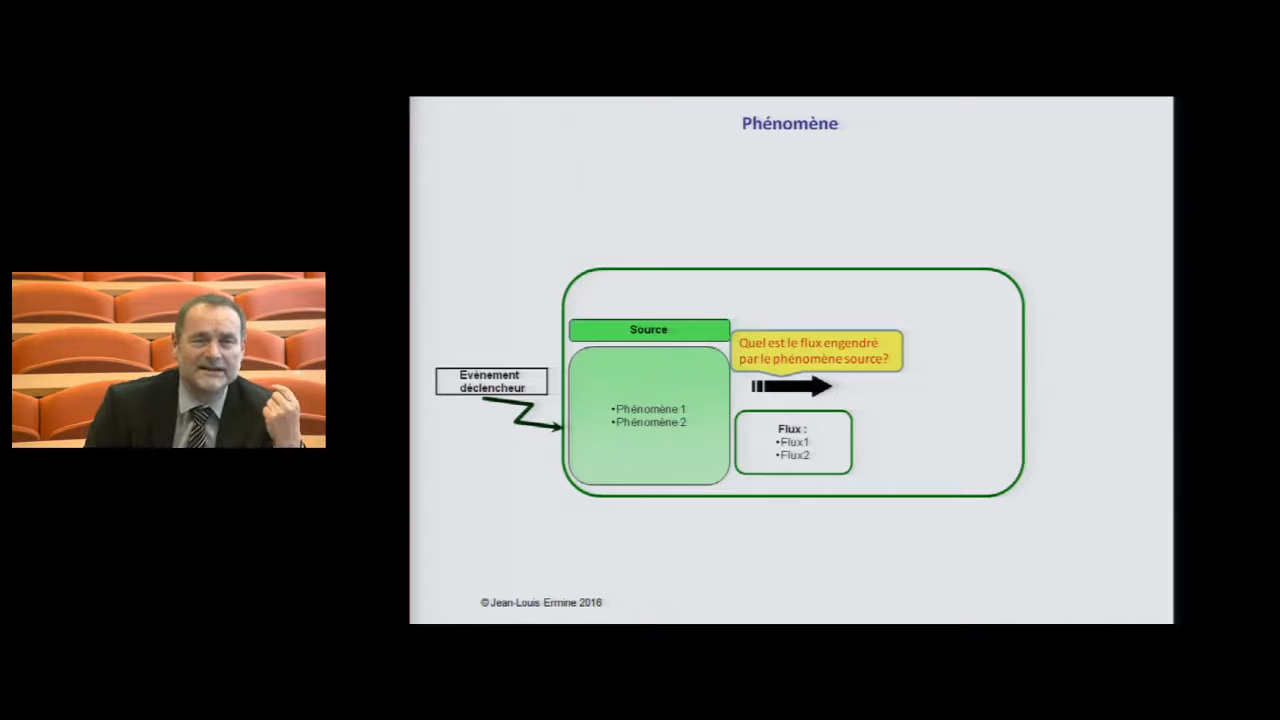 Phénomène
Source
Quel est le flux engendré
par le phénomène source?
Evénement
déclencheur
•Phénomène 1
•Phénomène 2
Flux :
•Flux1
•Flux2
© Jean-Louis Ermine 2016